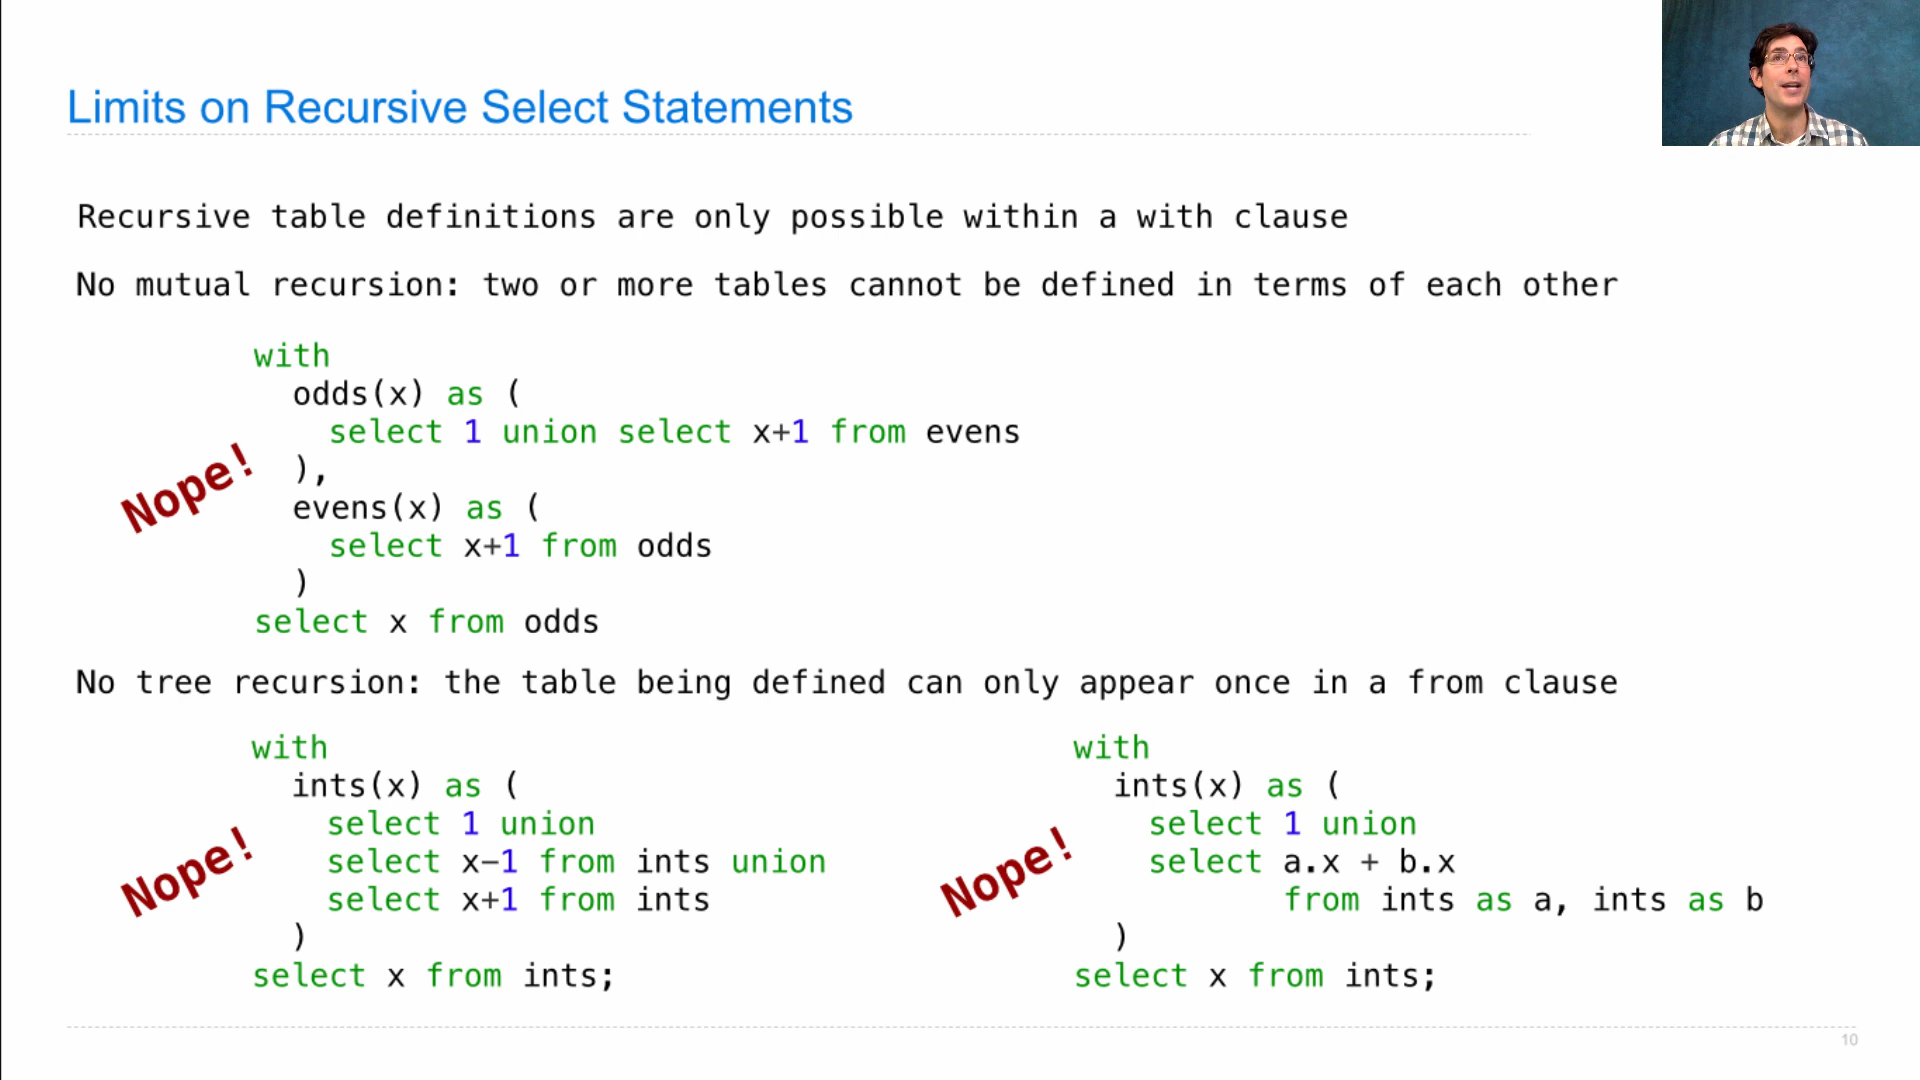 Limits on Recursive Select Statements
Recursive table definitions are only possible within a with clause
No mutual recursion: two or more tables cannot be defined in terms of each other
with
odds(x) as (
select 1 union select x+1 from evens
),
evens(x) as (
select x+1 from odds
)
select x from odds
Nope!
No tree recursion: the table being defined can only appear once in a from clause
with
ints(x) as (
select 1 union
select x−1 from ints union
select x+1 from ints
)
select x from ints;
Nope!
with
ints(x) as (
select 1 union
select a.x + b.x
from ints as a, ints as b
)
select x from ints;
Nope!
10